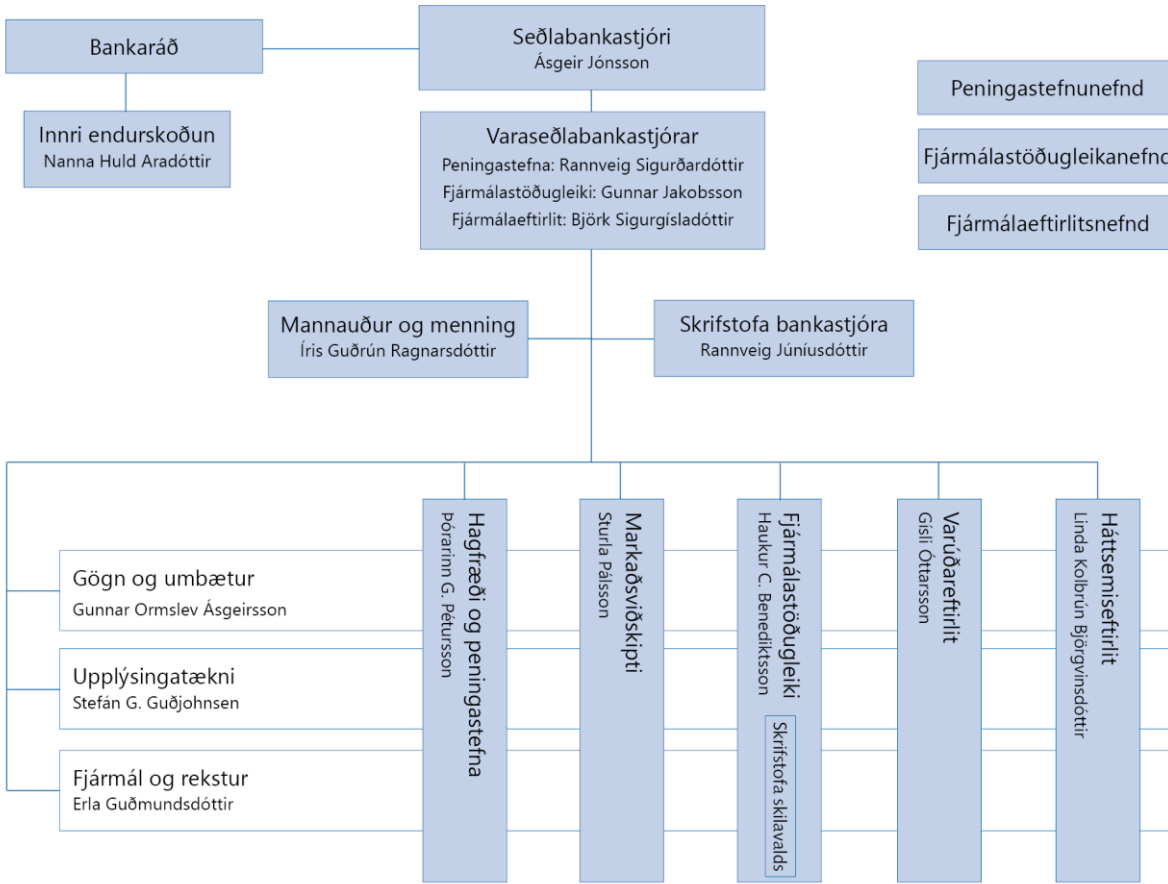 Bankaráð
Seðlabankastjóri
Ásgeir Jónsson
Innri endurskoðun
Nanna Huld Aradóttir
Varaseðlabankastjórar
Peningastefna: Rannveig Sigurðardóttir
Fjármálastöðugleiki: Gunnar Jakobsson
Fjármálaeftirlit: Björk Sigurgísladóttir
Peningastefnunefnd
Fjármálastöðugleikanefnd
Fjármálaeftirlitsnefnd
Mannauður og menning
Íris Guðrún Ragnarsdóttir
Skrifstofa bankastjóra
Rannveig Júníusdóttir
Gögn og umbætur
Gunnar Ormslev Ásgeirsson
Upplýsingatækni
Stefán G. Guðjohnsen
Fjármál og rekstur
Erla Guðmundsdóttir
Hagfræði og peningastefna
Þórarinn G. Pétursson
Markaðsviðskipti
Sturla Pálsson
Fjármálastöðugleiki
Haukur C. Benediktsson
Skrifstofa skilavalds
Varúðareftirlit
Gísli Óttarsson
Háttsemiseftirlit
Linda Kolbrún Björgvinsdóttir